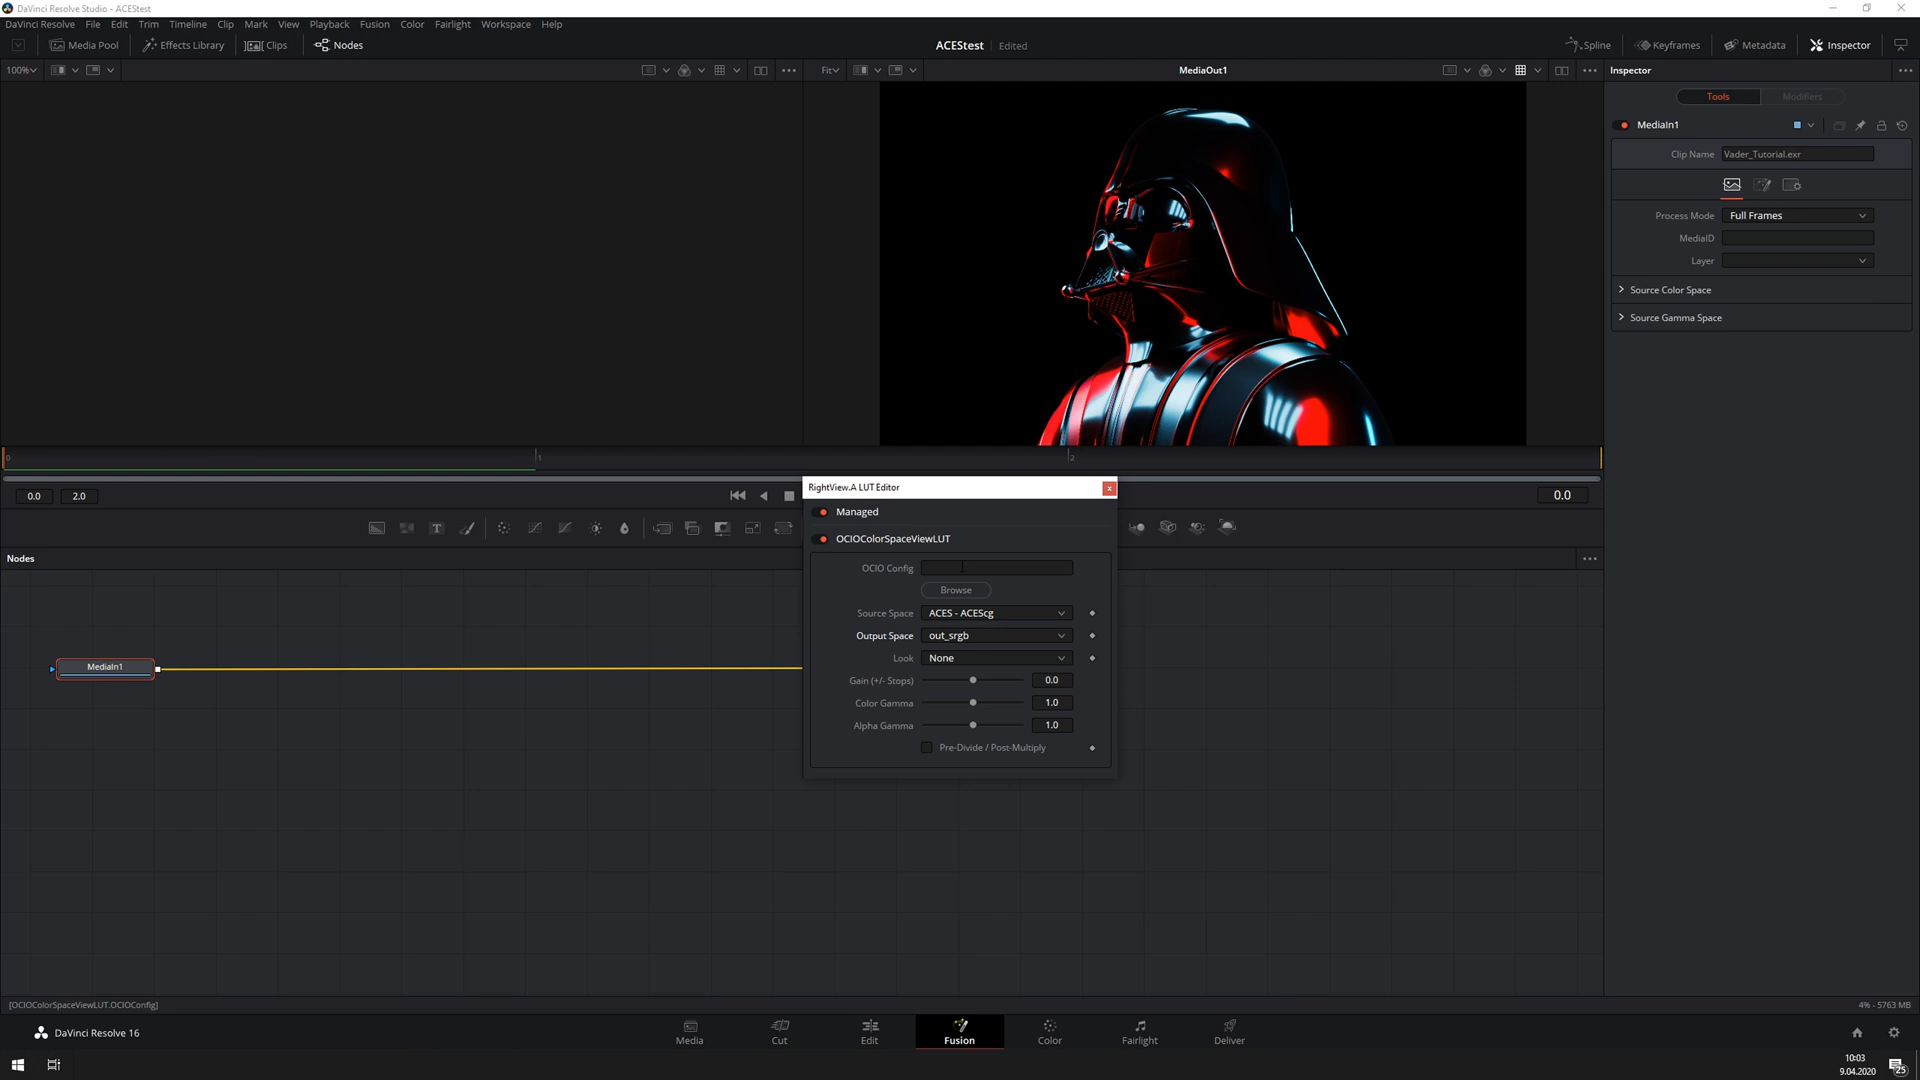 DaVinci Resolve Studio - ACEStest
DaVinci Resolve File Edit Trim Timeline Clip Mark View Playback Fusion Color Fairlight Workspace Help
Media Pool Effects Library Clips Nodes ACEStest Edited Spline Keyframes Metadata Inspector
100% Fit MediaOut1 Inspector
Tools Modifiers
MediaIn1
Clip Name Vader_Tutorial.exr
Process Mode Full Frames
MediaID
Layer
Source Color Space
Source Gamma Space
0 1 2
0.0 2.0 0.0
RightView.A LUT Editor
Managed
OCIOColorSpaceViewLUT
OCIO Config
Browse
Source Space ACES - ACEScg
Output Space out_srgb
Look None
Gain (+/- Stops) 0.0
Color Gamma 1.0
Alpha Gamma 1.0
Pre-Divide / Post-Multiply
Nodes
MediaIn1
[OCIOColorSpaceViewLUT.OCIOConfig] 4% - 5763 MB
DaVinci Resolve 16 Media Cut Edit Fusion Color Fairlight Deliver
10:03
9.04.2020
25